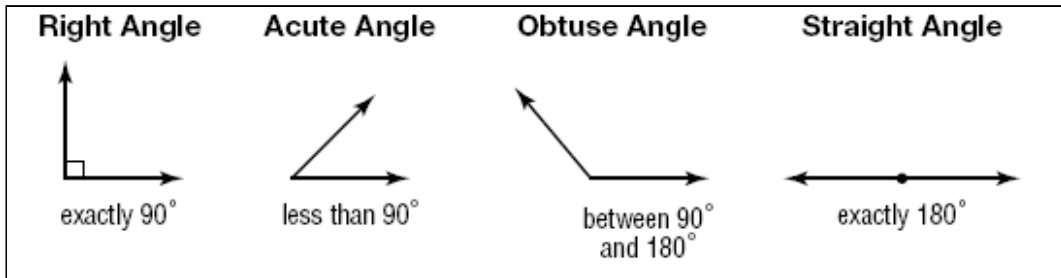 Right Angle
Acute Angle
Obtuse Angle
Straight Angle
exactly 90°
less than 90°
between 90°
and 180°
exactly 180°